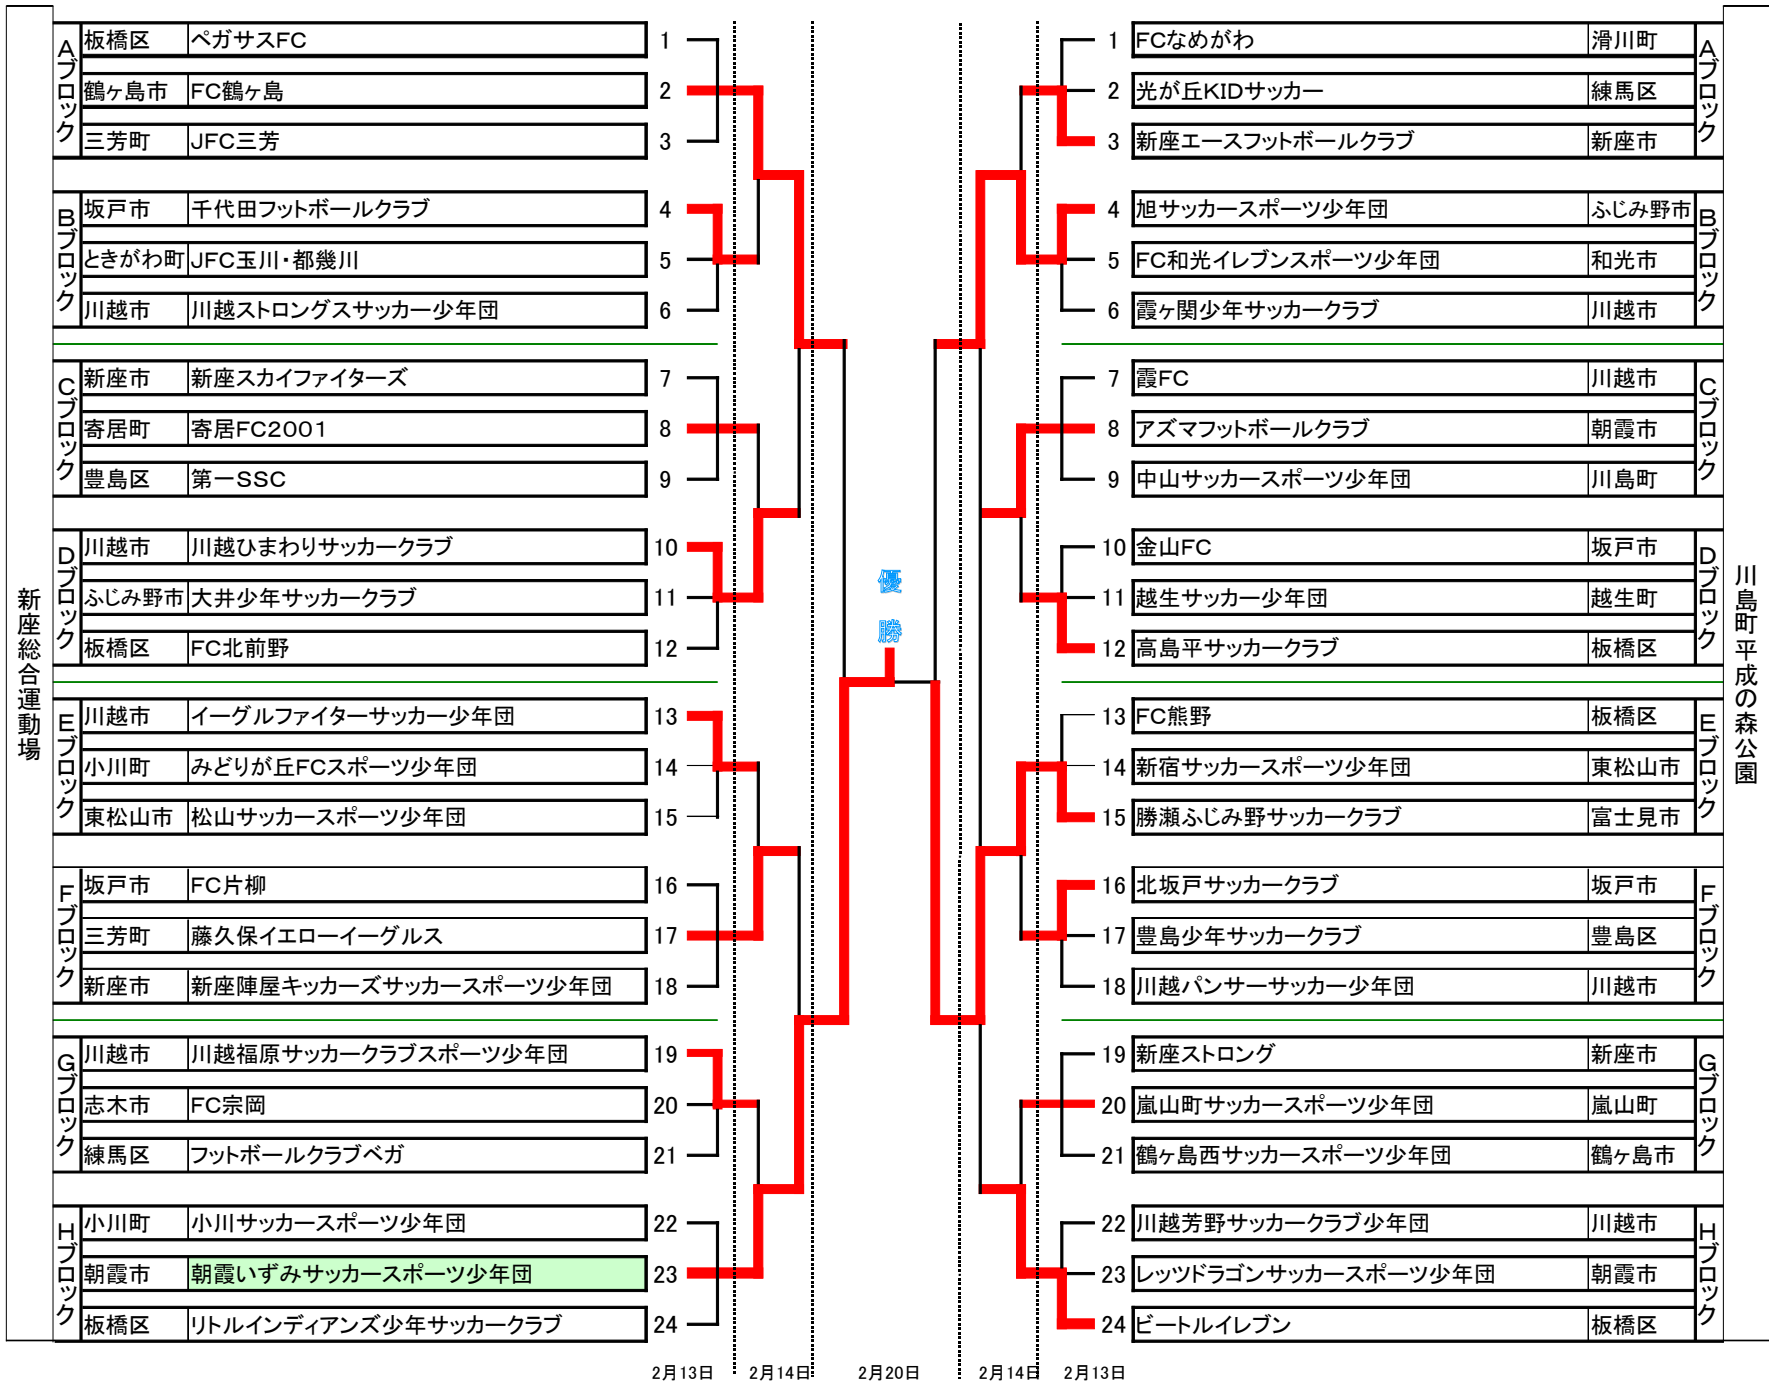 新座総合運動場
Aブロック
板橋区 ペガサスFC 1
鶴ヶ島市 FC鶴ヶ島 2
三芳町 JFC三芳 3
Bブロック
坂戸市 千代田フットボールクラブ 4
ときがわ町 JFC玉川・都幾川 5
川越市 川越ストロングスサッカー少年団 6
Cブロック
新座市 新座スカイファイターズ 7
寄居町 寄居FC2001 8
豊島区 第一SSC 9
Dブロック
川越市 川越ひまわりサッカークラブ 10
ふじみ野市 大井少年サッカークラブ 11
板橋区 FC北前野 12
Eブロック
川越市 イーグルファイターサッカー少年団 13
小川町 みどりが丘FCスポーツ少年団 14
東松山市 松山サッカースポーツ少年団 15
Fブロック
坂戸市 FC片柳 16
三芳町 藤久保イエローイーグルス 17
新座市 新座陣屋キッカーズサッカースポーツ少年団 18
Gブロック
川越市 川越福原サッカークラブスポーツ少年団 19
志木市 FC宗岡 20
練馬区 フットボールクラブベガ 21
Hブロック
小川町 小川サッカースポーツ少年団 22
朝霞市 朝霞いずみサッカースポーツ少年団 23
板橋区 リトルインディアンズ少年サッカークラブ 24
優勝
1 FCなめがわ 滑川町
2 光が丘KIDサッカー 練馬区
3 新座エースフットボールクラブ 新座市
Aブロック
4 旭サッカースポーツ少年団 ふじみ野市
5 FC和光イレブンスポーツ少年団 和光市
6 霞ヶ関少年サッカークラブ 川越市
Bブロック
7 霞FC 川越市
8 アズマフットボールクラブ 朝霞市
9 中山サッカースポーツ少年団 川島町
Cブロック
10 金山FC 坂戸市
11 越生サッカー少年団 越生町
12 高島平サッカークラブ 板橋区
Dブロック
13 FC熊野 板橋区
14 新宿サッカースポーツ少年団 東松山市
15 勝瀬ふじみ野サッカークラブ 富士見市
Eブロック
16 北坂戸サッカークラブ 坂戸市
17 豊島少年サッカークラブ 豊島区
18 川越パンサーサッカー少年団 川越市
Fブロック
19 新座ストロング 新座市
20 嵐山町サッカースポーツ少年団 嵐山町
21 鶴ヶ島西サッカースポーツ少年団 鶴ヶ島市
Gブロック
22 川越芳野サッカークラブ少年団 川越市
23 レッツドラゴンサッカースポーツ少年団 朝霞市
24 ビートルイレブン 板橋区
Hブロック
川島町平成の森公園
2月13日 2月14日 2月20日 2月14日 2月13日